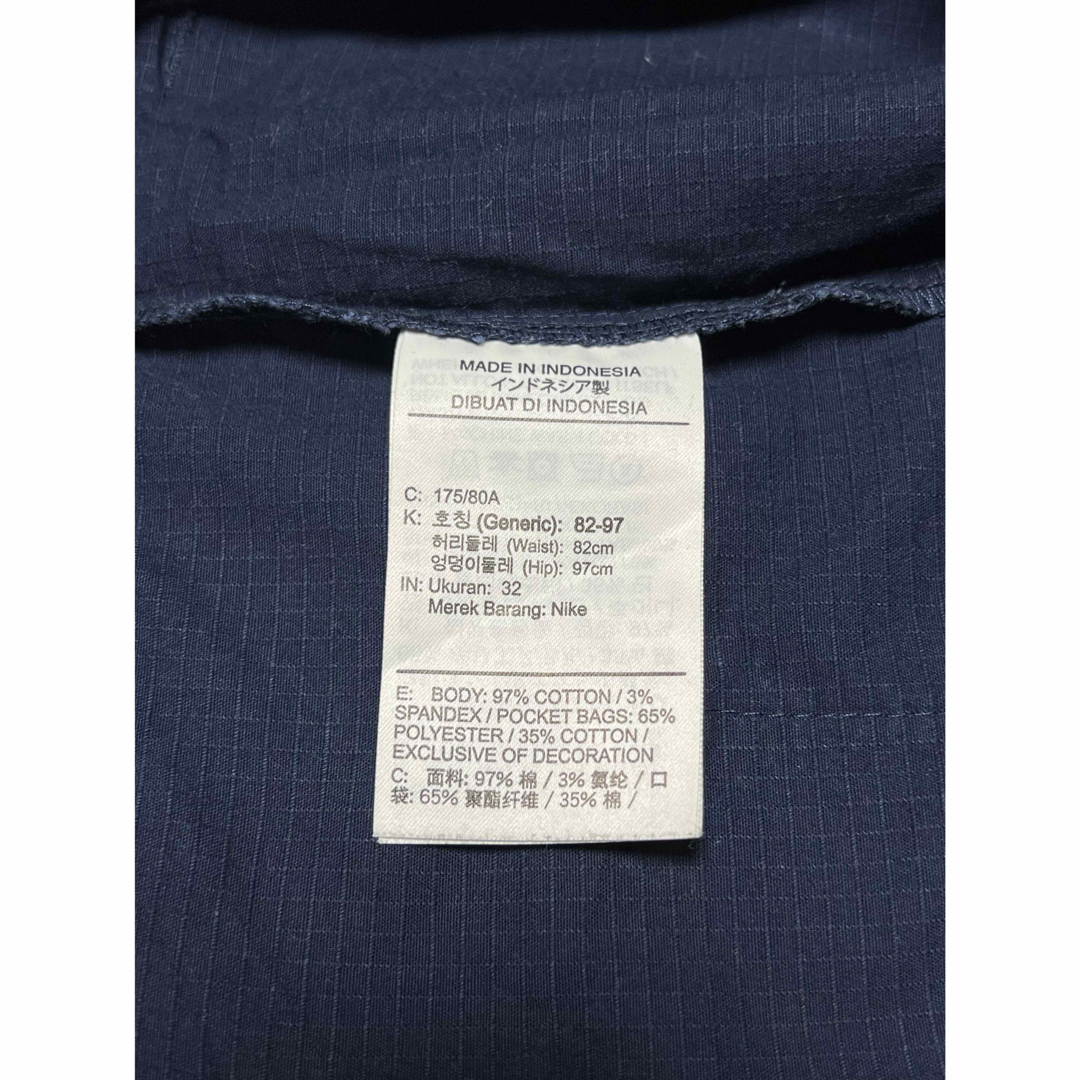 MADE IN INDONESIA
インドネシア製
DIBUAT DI INDONESIA
C: 175/80A
K: 호칭 (Generic): 82-97
허리둘레 (Waist): 82cm
엉덩이둘레 (Hip): 97cm
IN: Ukuran: 32
Merek Barang: Nike
E: BODY: 97% COTTON / 3%
SPANDEX / POCKET BAGS: 65%
POLYESTER / 35% COTTON /
EXCLUSIVE OF DECORATION
C: 面料: 97% 棉 / 3% 氨纶 / 口
袋: 65% 聚酯纤维 / 35% 棉 /